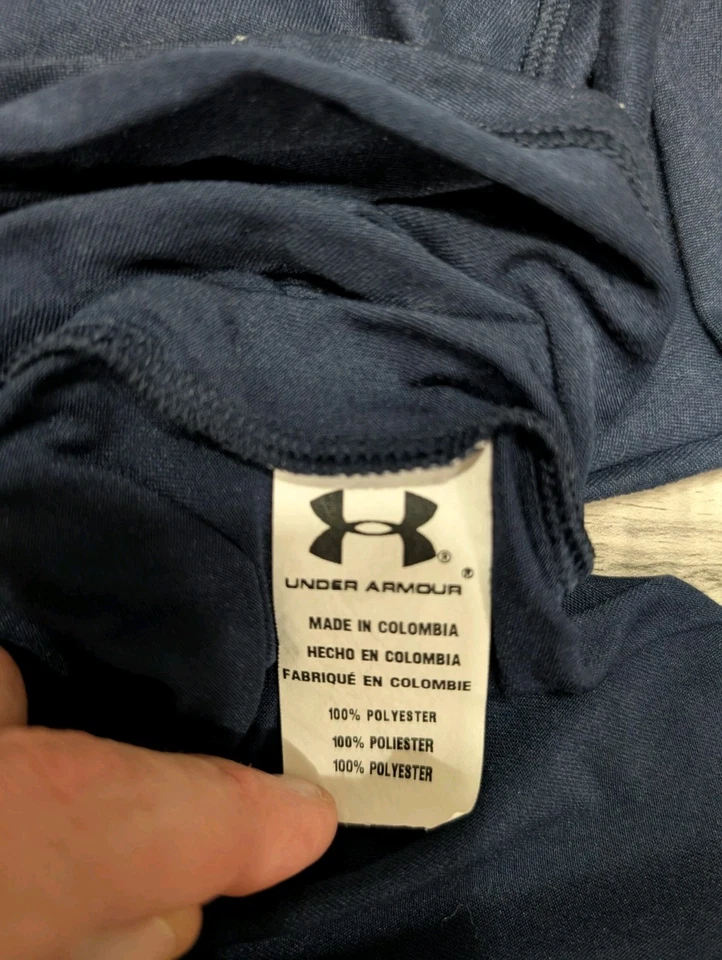 ®
UNDER ARMOUR®
MADE IN COLOMBIA
HECHO EN COLOMBIA
FABRIQUÉ EN COLOMBIE
100% POLYESTER
100% POLIESTER
100% POLYESTER